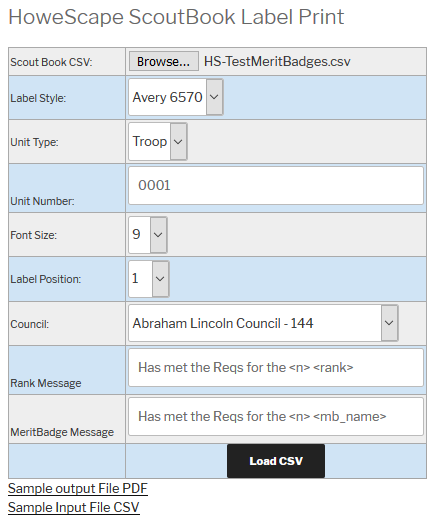 HoweScape ScoutBook Label Print
Scout Book CSV: Browse... HS-TestMeritBadges.csv
Label Style: Avery 6570
Unit Type: Troop
Unit Number: 0001
Font Size: 9
Label Position: 1
Council: Abraham Lincoln Council - 144
Rank Message Has met the Reqs for the <n> <rank>
MeritBadge Message Has met the Reqs for the <n> <mb_name>
Load CSV
Sample output File PDF
Sample Input File CSV